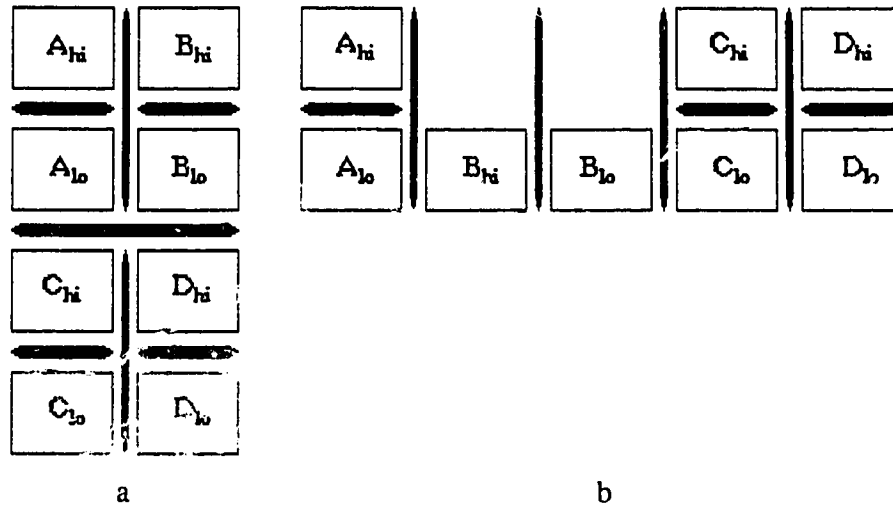 A_hi B_hi A_hi C_hi D_hi
A_lo B_lo A_lo B_hi B_lo C_lo D_lo
C_hi D_hi
C_lo D_lo
a b